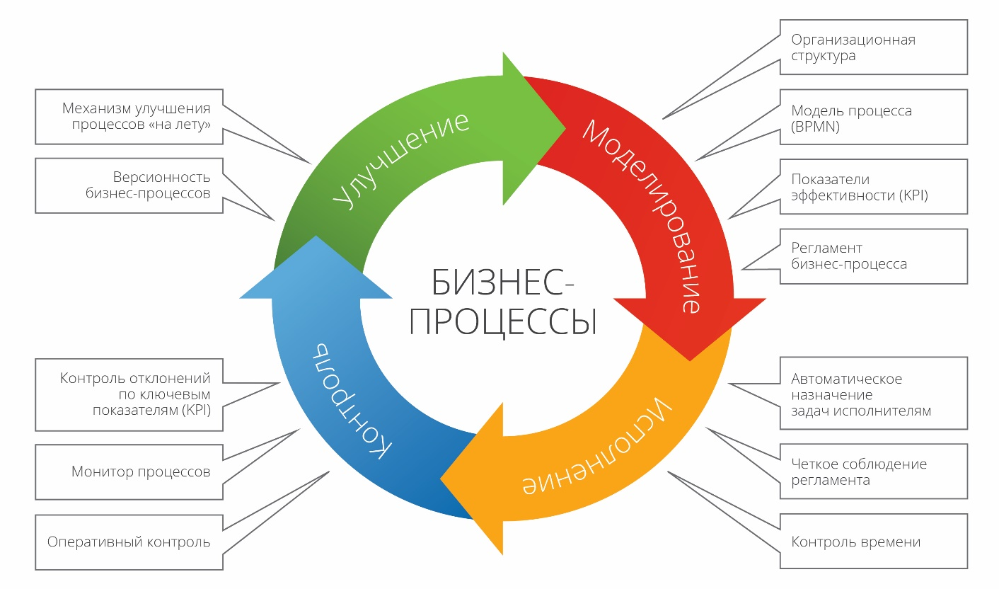 Организационная
структура
Механизм улучшения
процессов «на лету»
Модель процесса
(BPMN)
Версионность
бизнес-процессов
Показатели
эффективности (KPI)
Регламент
бизнес-процесса
Улучшение
Моделирование
БИЗНЕС-
ПРОЦЕССЫ
Контроль
Исполнение
Контроль отклонений
по ключевым
показателям (KPI)
Монитор процессов
Оперативный контроль
Автоматическое
назначение
задач исполнителям
Четкое соблюдение
регламента
Контроль времени